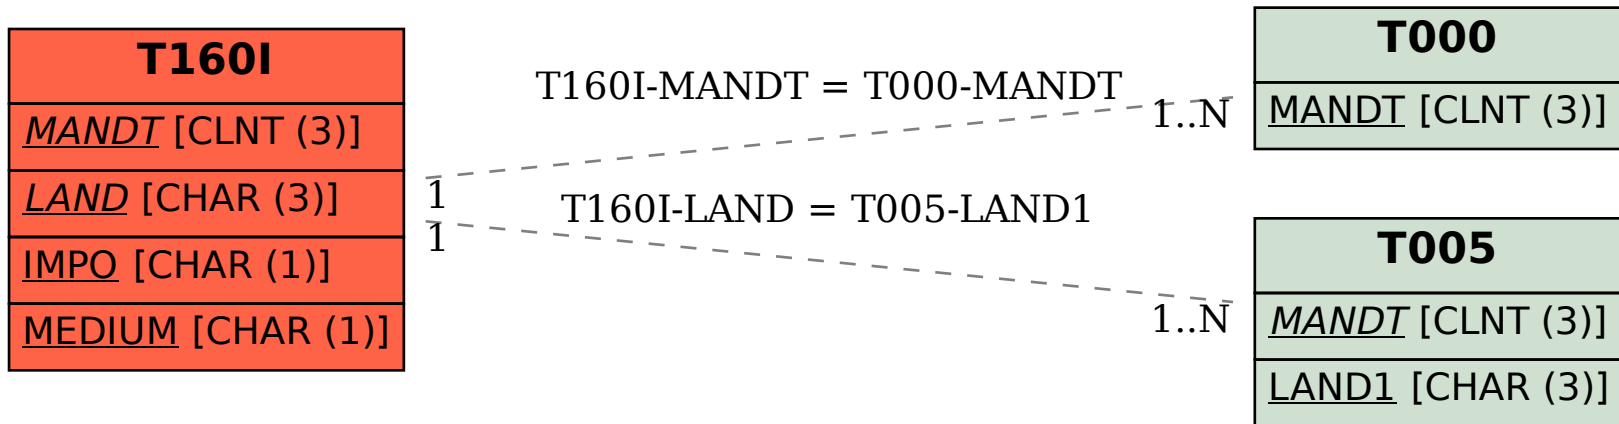 T160I
MANDT [CLNT (3)]
LAND [CHAR (3)]
IMPO [CHAR (1)]
MEDIUM [CHAR (1)]
T160I-MANDT = T000-MANDT
1..N
1
T160I-LAND = T005-LAND1
1
1..N
T000
MANDT [CLNT (3)]
T005
MANDT [CLNT (3)]
LAND1 [CHAR (3)]